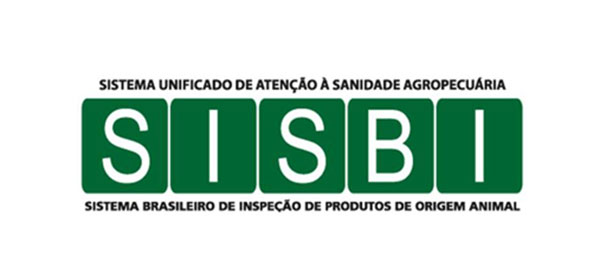 SISTEMA UNIFICADO DE ATENÇÃO À SANIDADE AGROPECUÁRIA
SISBI
SISTEMA BRASILEIRO DE INSPEÇÃO DE PRODUTOS DE ORIGEM ANIMAL